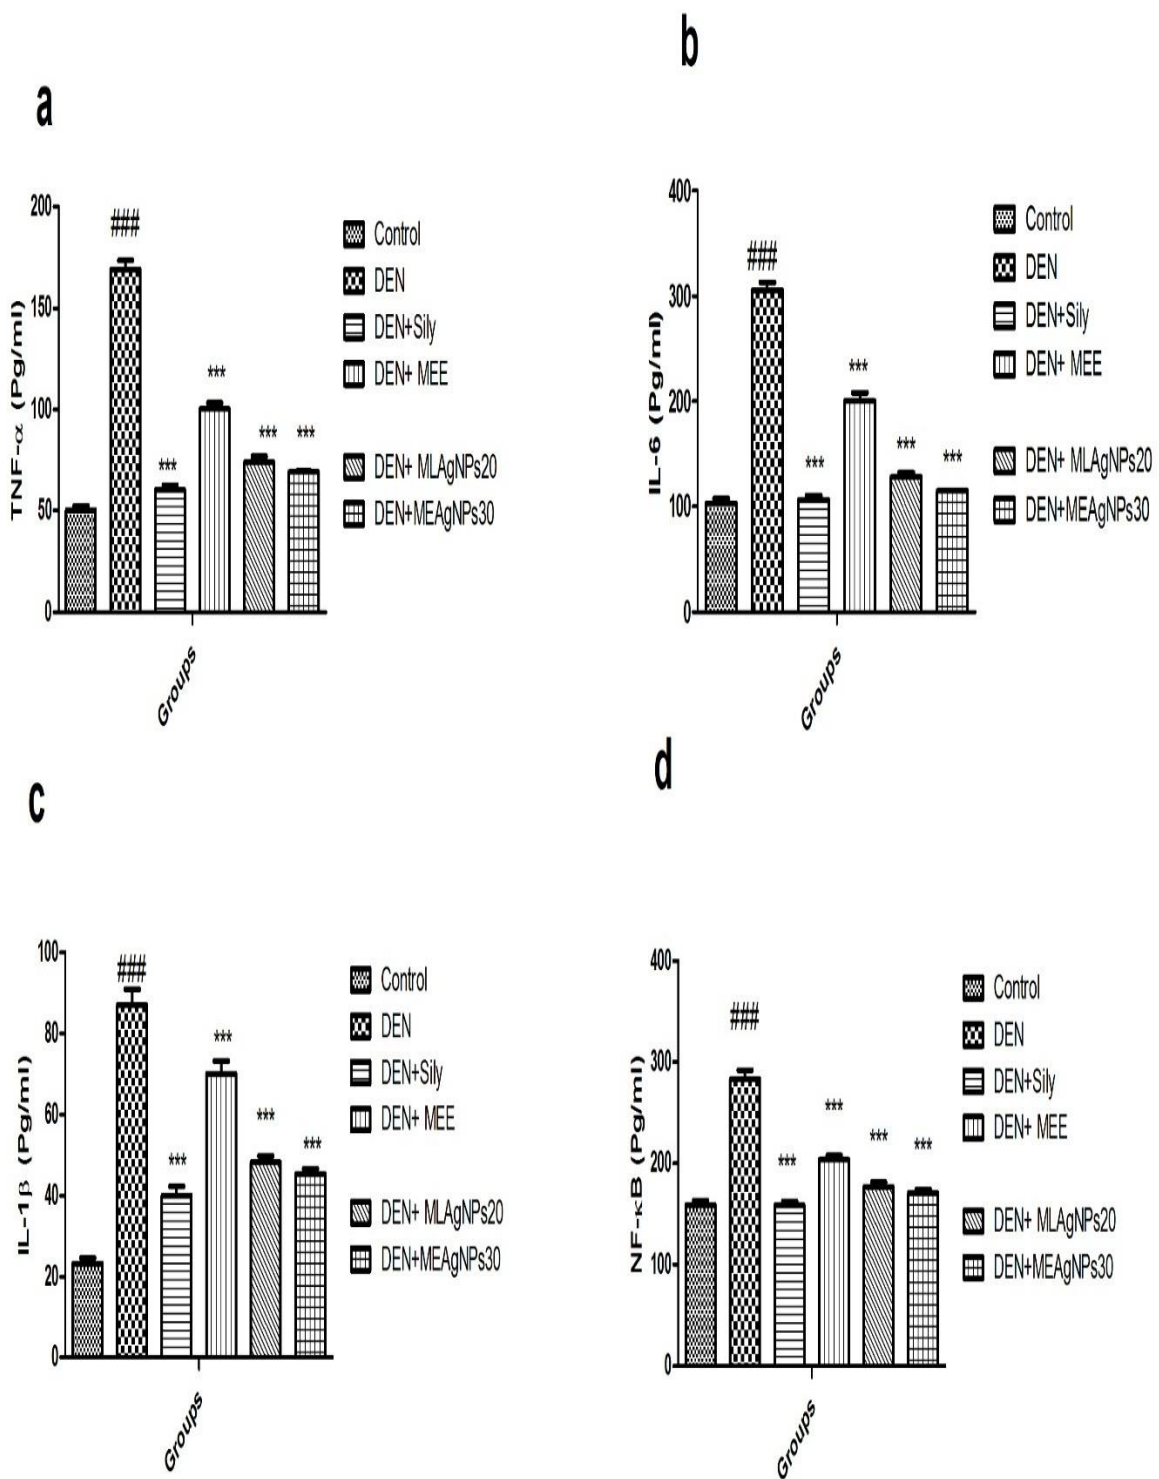 a
TNF-α (Pg/ml)
200
150
100
50
0
###
***
***
***
***
Groups
Control
DEN
DEN+Sily
DEN+ MEE
DEN+ MLAgNPs20
DEN+MEAgNPs30
b
IL-6 (Pg/ml)
400
300
200
100
0
###
***
***
***
***
Groups
Control
DEN
DEN+Sily
DEN+ MEE
DEN+ MLAgNPs20
DEN+MEAgNPs30
c
IL-1β (Pg/ml)
100
80
60
40
20
0
###
***
***
***
***
Groups
Control
DEN
DEN+Sily
DEN+ MEE
DEN+ MLAgNPs20
DEN+MEAgNPs30
d
NF-κB (Pg/ml)
400
300
200
100
0
###
***
***
***
***
Groups
Control
DEN
DEN+Sily
DEN+ MEE
DEN+ MLAgNPs20
DEN+MEAgNPs30